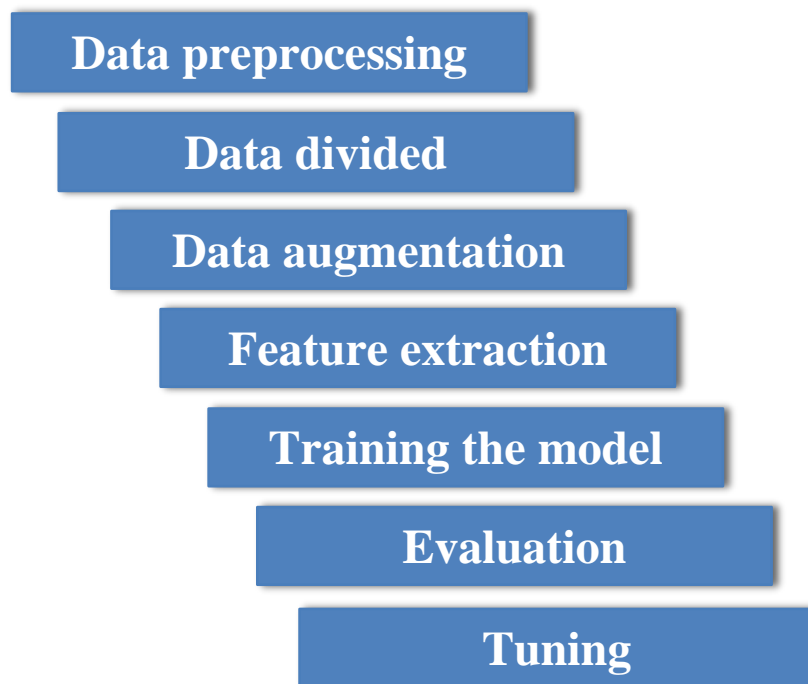 Data preprocessing
Data divided
Data augmentation
Feature extraction
Training the model
Evaluation
Tuning